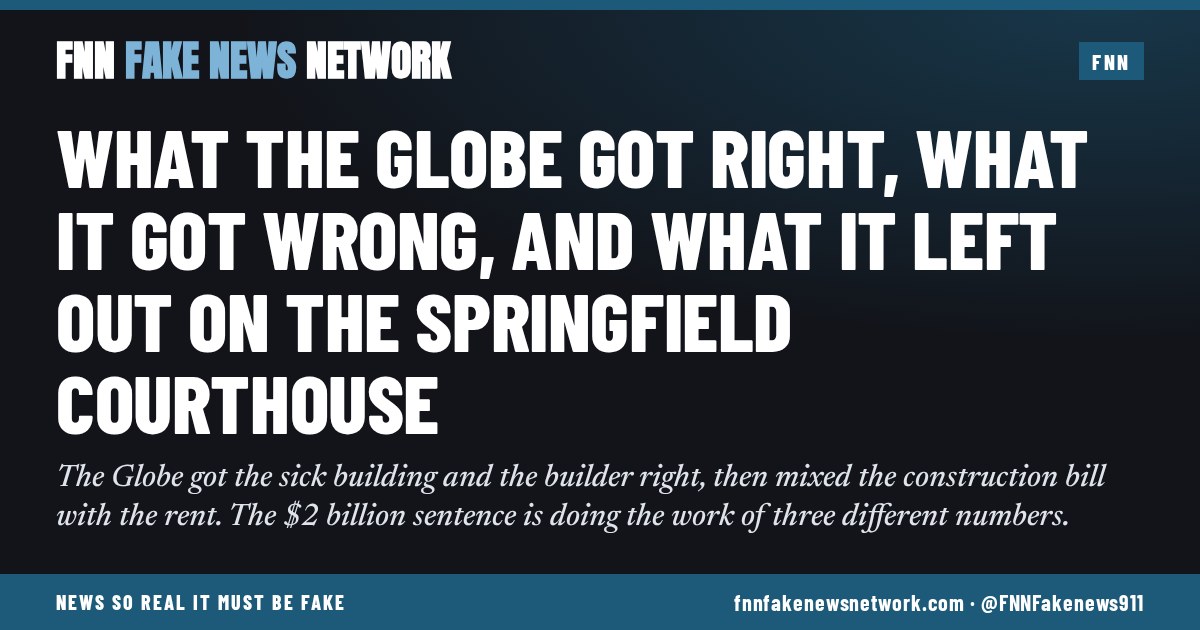 FNN FAKE NEWS NETWORK
FNN
WHAT THE GLOBE GOT RIGHT, WHAT
IT GOT WRONG, AND WHAT IT LEFT
OUT ON THE SPRINGFIELD
COURTHOUSE
The Globe got the sick building and the builder right, then mixed the construction bill
with the rent. The $2 billion sentence is doing the work of three different numbers.
NEWS SO REAL IT MUST BE FAKE
fnnfakenewsnetwork.com · @FNNFakenews911